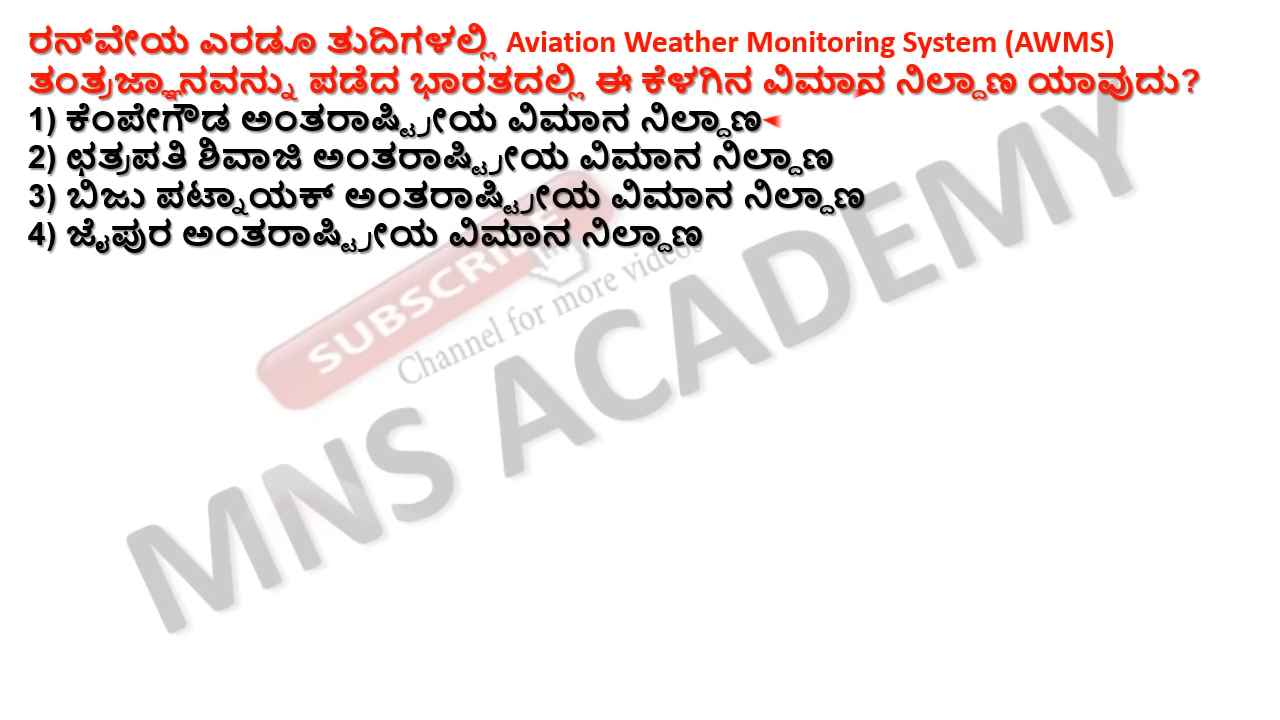 ರನ್‌ವೇಯ ಎರಡೂ ತುದಿಗಳಲ್ಲಿ Aviation Weather Monitoring System (AWMS)
ತಂತ್ರಜ್ಞಾನವನ್ನು ಪಡೆದ ಭಾರತದಲ್ಲಿ ಈ ಕೆಳಗಿನ ವಿಮಾನ ನಿಲ್ದಾಣ ಯಾವುದು?
1) ಕೆಂಪೇಗೌಡ ಅಂತರಾಷ್ಟ್ರೀಯ ವಿಮಾನ ನಿಲ್ದಾಣ
2) ಛತ್ರಪತಿ ಶಿವಾಜಿ ಅಂತರಾಷ್ಟ್ರೀಯ ವಿಮಾನ ನಿಲ್ದಾಣ
3) ಬಿಜು ಪಟ್ನಾಯಕ್ ಅಂತರಾಷ್ಟ್ರೀಯ ವಿಮಾನ ನಿಲ್ದಾಣ
4) ಜೈಪುರ ಅಂತರಾಷ್ಟ್ರೀಯ ವಿಮಾನ ನಿಲ್ದಾಣ
SUBSCRIBE
Channel for more videos
MNS ACADEMY